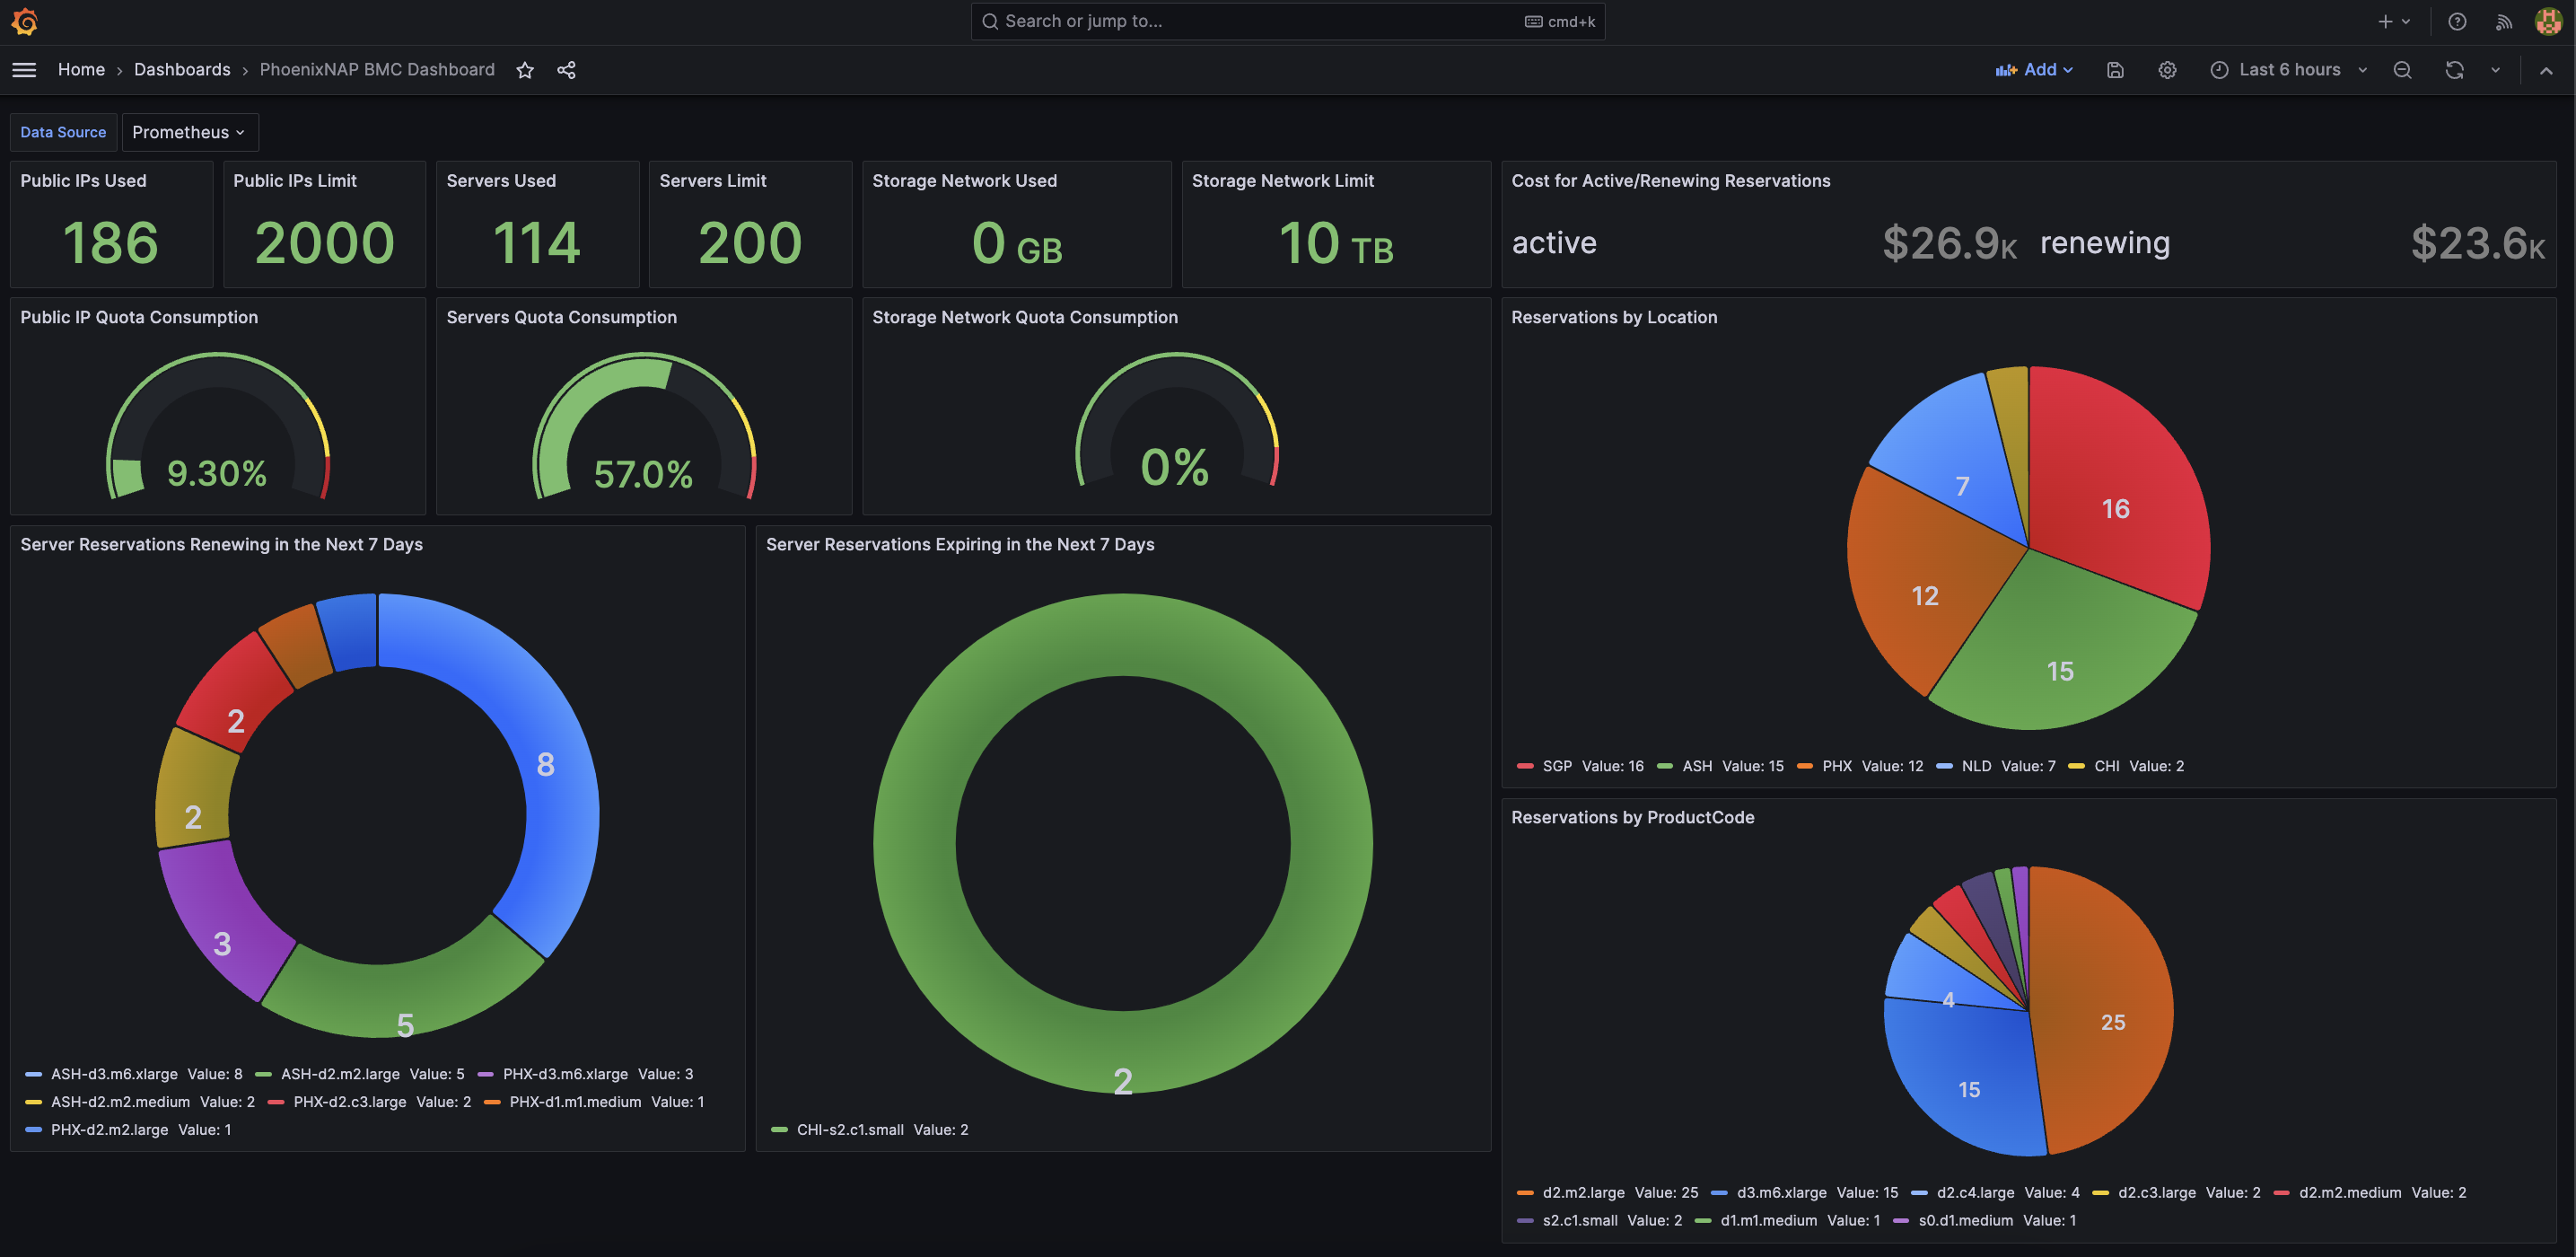 Search or jump to...
cmd+k
Home › Dashboards › PhoenixNAP BMC Dashboard
Add
Last 6 hours
Data Source
Prometheus
Public IPs Used
186
Public IPs Limit
2000
Servers Used
114
Servers Limit
200
Storage Network Used
0 GB
Storage Network Limit
10 TB
Cost for Active/Renewing Reservations
active $26.9K renewing $23.6K
Public IP Quota Consumption
9.30%
Servers Quota Consumption
57.0%
Storage Network Quota Consumption
0%
Reservations by Location
7
16
12
15
SGP Value: 16 ASH Value: 15 PHX Value: 12 NLD Value: 7 CHI Value: 2
Server Reservations Renewing in the Next 7 Days
2
8
2
3
5
ASH-d3.m6.xlarge Value: 8 ASH-d2.m2.large Value: 5 PHX-d3.m6.xlarge Value: 3
ASH-d2.m2.medium Value: 2 PHX-d2.c3.large Value: 2 PHX-d1.m1.medium Value: 1
PHX-d2.m2.large Value: 1
Server Reservations Expiring in the Next 7 Days
2
CHI-s2.c1.small Value: 2
Reservations by ProductCode
4
25
15
d2.m2.large Value: 25 d3.m6.xlarge Value: 15 d2.c4.large Value: 4 d2.c3.large Value: 2 d2.m2.medium Value: 2
s2.c1.small Value: 2 d1.m1.medium Value: 1 s0.d1.medium Value: 1